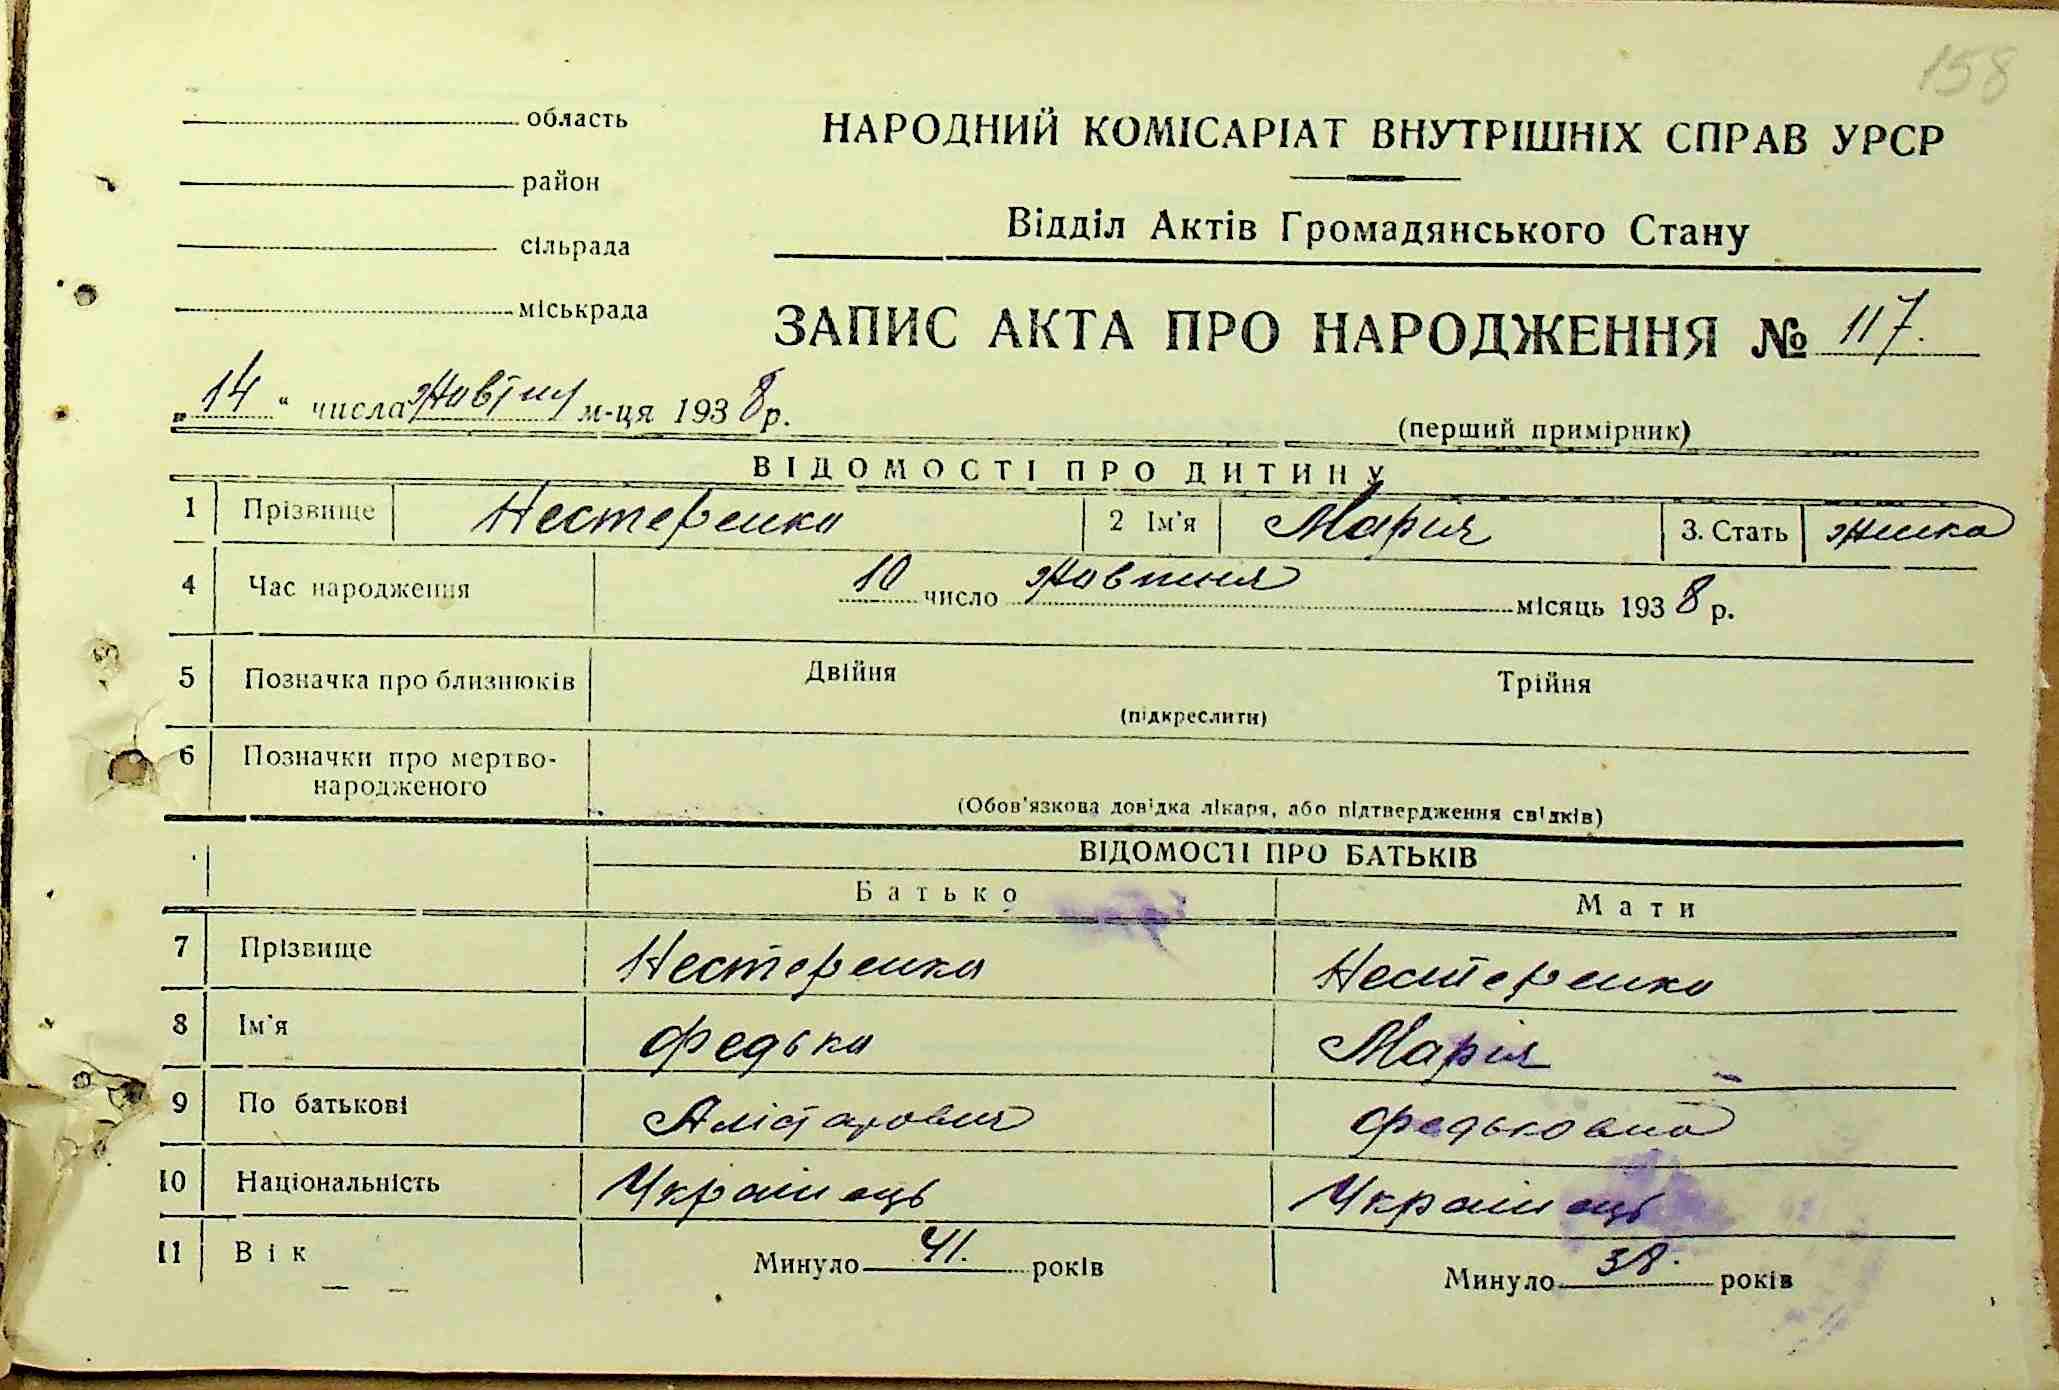 158
область
район
сільрада
міськрада
НАРОДНИЙ КОМІСАРІАТ ВНУТРІШНІХ СПРАВ УРСР
Відділ Актів Громадянського Стану
ЗАПИС АКТА ПРО НАРОДЖЕННЯ № 117.
„14“ числа м-ця 1938 р.
(перший примірник)
ВІДОМОСТІ ПРО ДИТИНУ
1 Прізвище Нестеренко 2 Ім'я Марія 3. Стать
4 Час народження 10 число жовтня місяць 1938 р.
5 Позначка про близнюків Двійня Трійня
(підкреслити)
6 Позначки про мертво-
народженого
(Обов'язкова довідка лікаря, або підтвердження свідків)
ВІДОМОСТІ ПРО БАТЬКІВ
Батько Мати
7 Прізвище Нестеренко Нестеренко
8 Ім'я Федько Марія
9 По батькові Федьковна
10 Національність Українець Українець
11 Вік Минуло 41. років Минуло 38. років